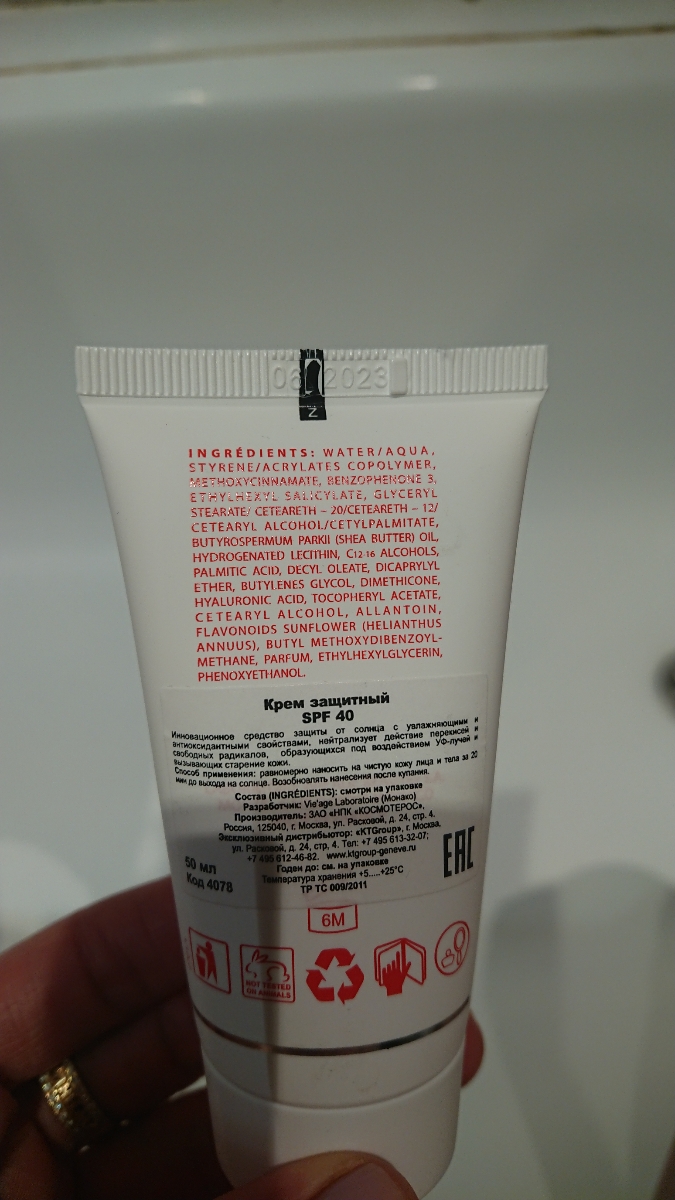 06 2023
Z
INGRÉDIENTS: WATER/AQUA,
STYRENE/ACRYLATES COPOLYMER,
METHOXYCINNAMATE, BENZOPHENONE 3,
ETHYLHEXYL SALICYLATE, GLYCERYL
STEARATE/ CETEARETH – 20/CETEARETH – 12/
CETEARYL ALCOHOL/CETYLPALMITATE,
BUTYROSPERMUM PARKII (SHEA BUTTER) OIL,
HYDROGENATED LECITHIN, C12-16 ALCOHOLS,
PALMITIC ACID, DECYL OLEATE, DICAPRYLYL
ETHER, BUTYLENES GLYCOL, DIMETHICONE,
HYALURONIC ACID, TOCOPHERYL ACETATE,
CETEARYL ALCOHOL, ALLANTOIN,
FLAVONOIDS SUNFLOWER (HELIANTHUS
ANNUUS), BUTYL METHOXYDIBENZOYL-
METHANE, PARFUM, ETHYLHEXYLGLYCERIN,
PHENOXYETHANOL.
Крем защитный
SPF 40
Инновационное средство защиты от солнца с увлажняющими и
антиоксидантными свойствами, нейтрализует действие перекисей и
свободных радикалов, образующихся под воздействием УФ-лучей и
вызывающих старение кожи.
Способ применения: равномерно наносить на чистую кожу лица и тела за 20
мин до выхода на солнце. Возобновлять нанесения после купания.
Состав (INGRÉDIENTS): смотри на упаковке
Разработчик: Vie'age Laboratoire (Монако)
Производитель: ЗАО «НПК «КОСМОТЕРОС»,
Россия, 125040, г. Москва, ул. Расковой, д. 24, стр. 4.
Эксклюзивный дистрибьютор: «KTGroup», г. Москва,
ул. Расковой, д. 24, стр. 4. Тел: +7 495 613-32-07;
+7 495 612-46-82. www.ktgroup-geneve.ru
Годен до: см. на упаковке
Температура хранения +5.....+25°C
ТР ТС 009/2011
50 мл
Код 4078
EAC
6M
NOT TESTED
ON ANIMALS